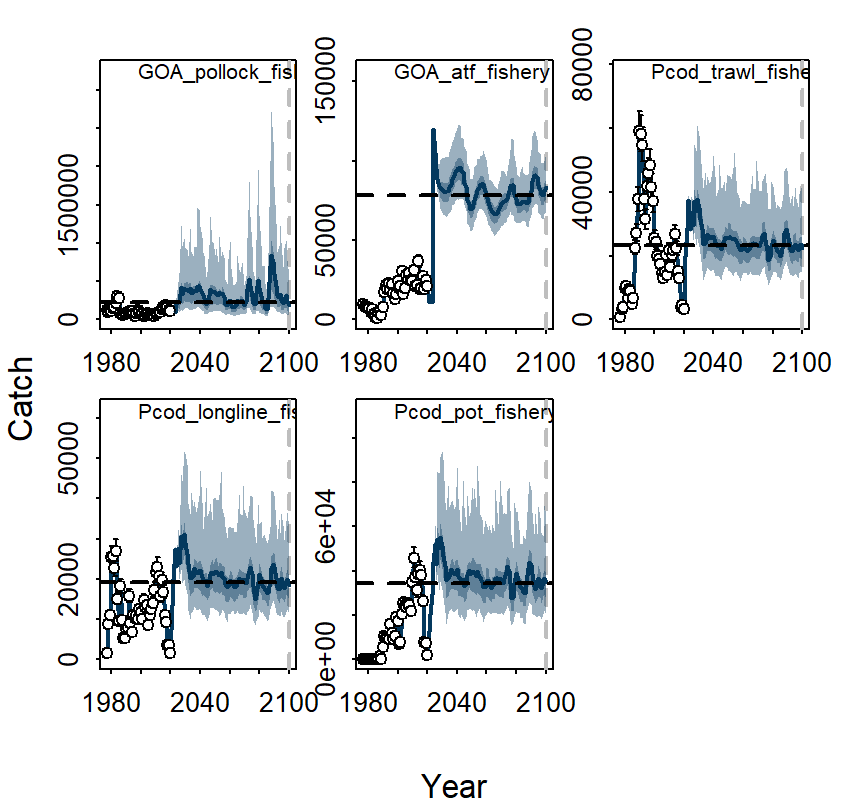 GOA_pollock_fis
GOA_atf_fishery
Pcod_trawl_fishe
0
1500000
0
50000
150000
0
40000
80000
1980 2040 2100
1980 2040 2100
1980 2040 2100
Catch
Pcod_longline_fis
Pcod_pot_fishery
0
20000
50000
0e+00
6e+04
1980 2040 2100
1980 2040 2100
Year